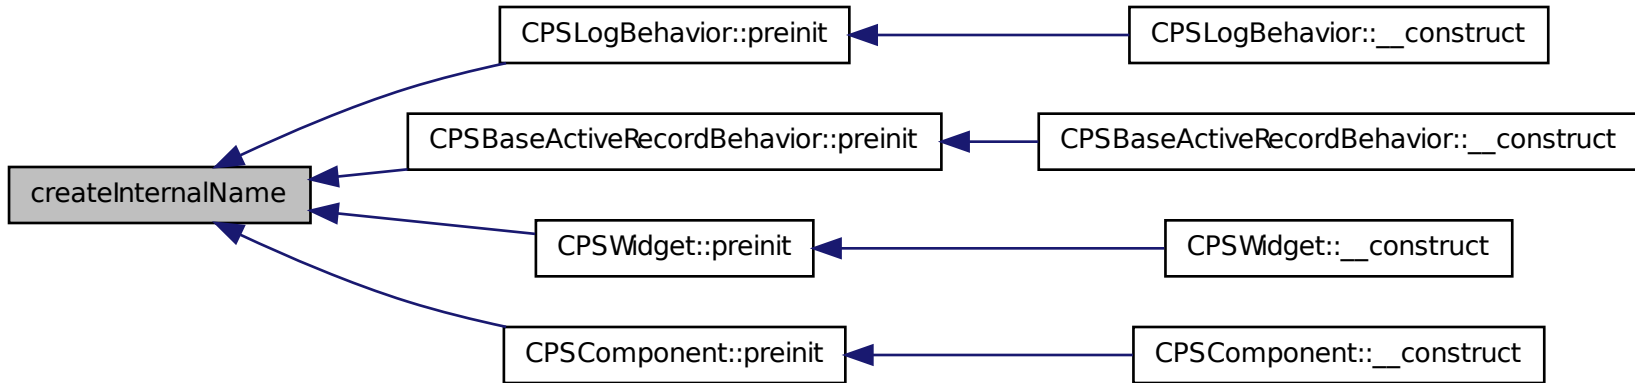 CPSLogBehavior::preinit
CPSLogBehavior::__construct
CPSBaseActiveRecordBehavior::preinit
CPSBaseActiveRecordBehavior::__construct
createInternalName
CPSWidget::preinit
CPSWidget::__construct
CPSComponent::preinit
CPSComponent::__construct